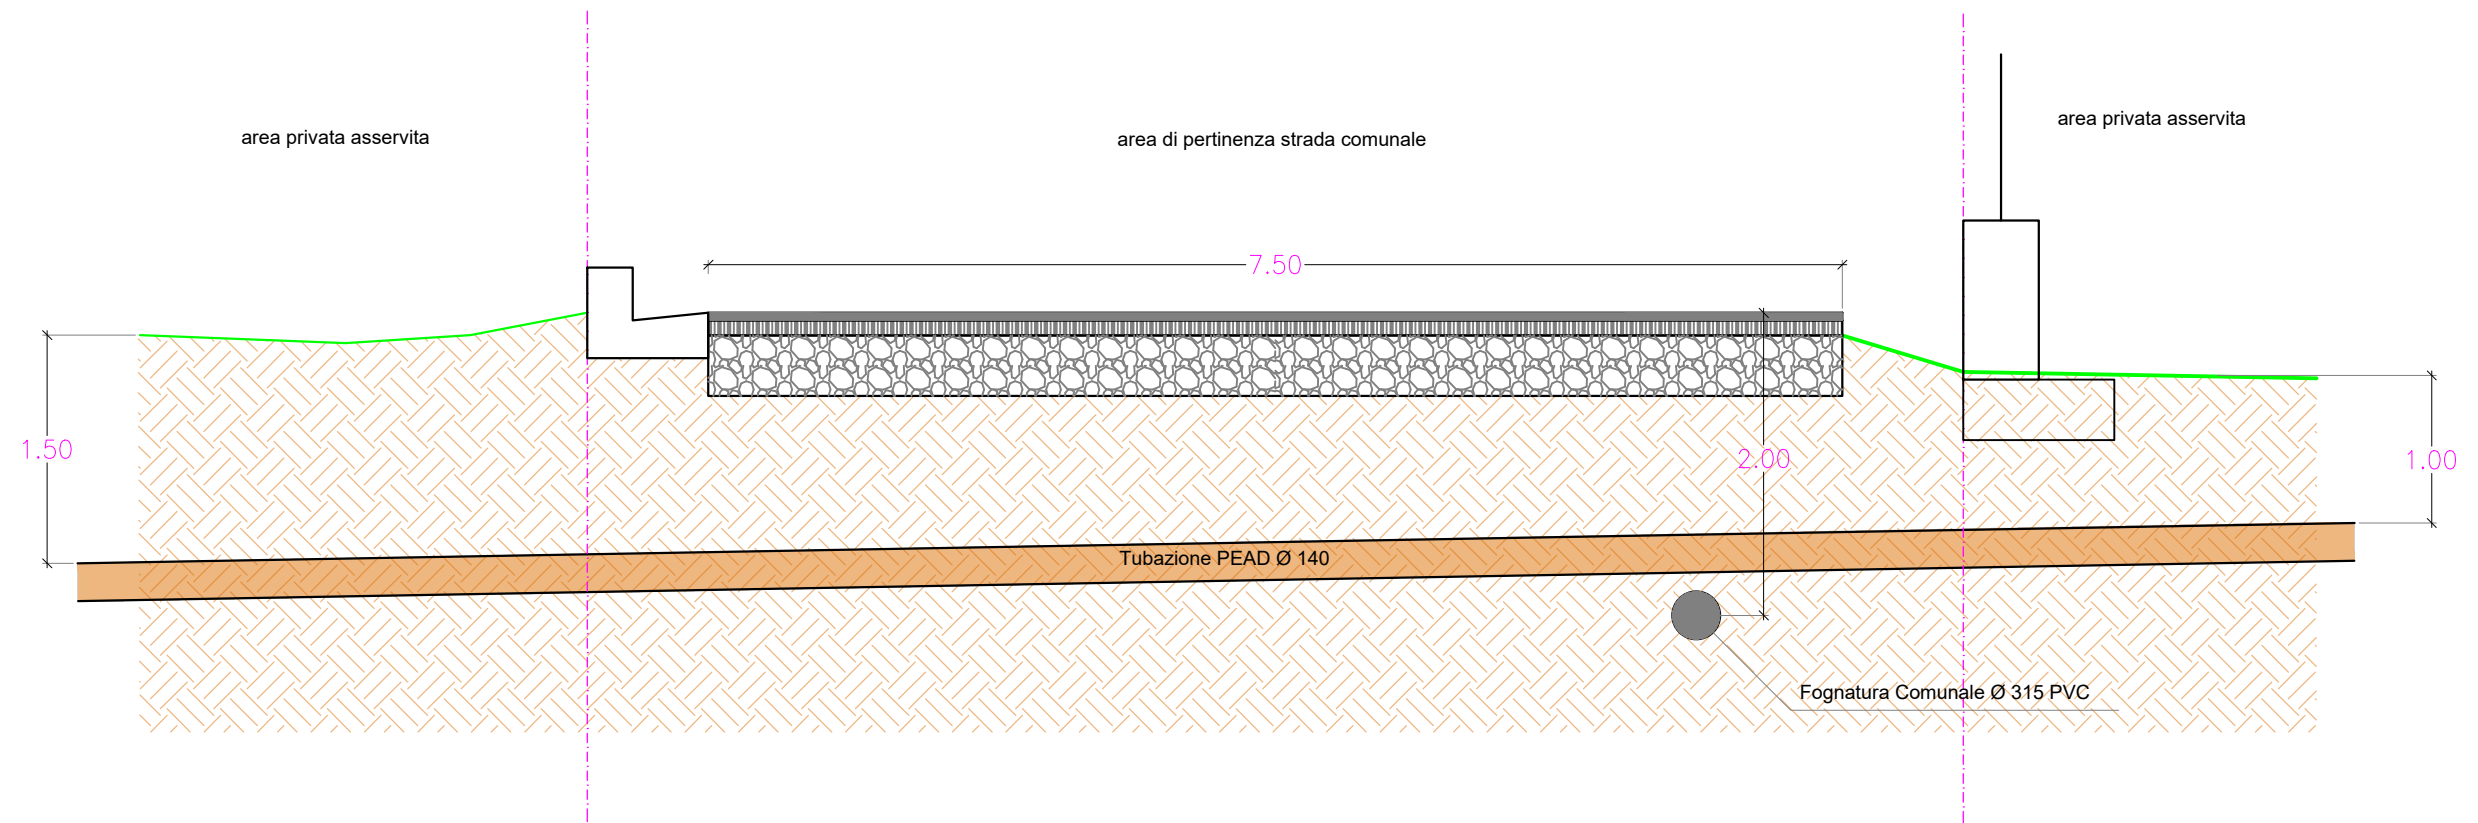 area privata asservita
area di pertinenza strada comunale
area privata asservita
7.50
1.50
2.00
1.00
Tubazione PEAD Ø 140
Fognatura Comunale Ø 315 PVC